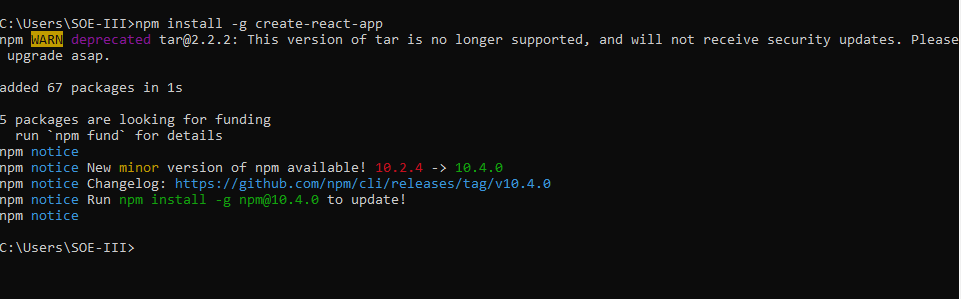 C:\Users\SOE-III>npm install -g create-react-app
npm WARN deprecated tar@2.2.2: This version of tar is no longer supported, and will not receive security updates. Please
 upgrade asap.
added 67 packages in 1s
5 packages are looking for funding
  run `npm fund` for details
npm notice
npm notice New minor version of npm available! 10.2.4 -> 10.4.0
npm notice Changelog: https://github.com/npm/cli/releases/tag/v10.4.0
npm notice Run npm install -g npm@10.4.0 to update!
npm notice
C:\Users\SOE-III>